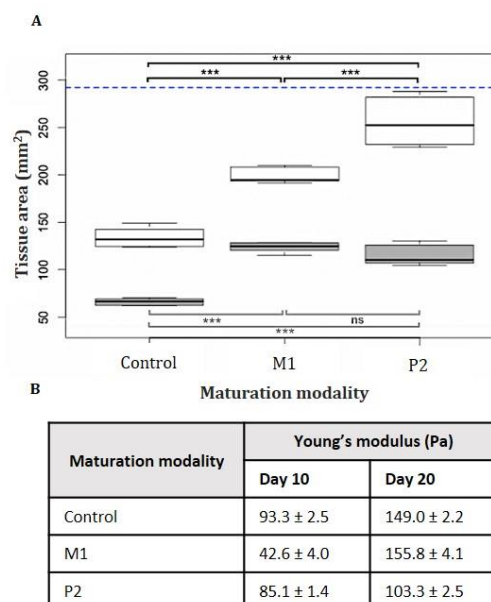 A
***
***
***
300
250
200
150
100
50
Tissue area (mm²)
***
ns
***
Control
M1
P2
Maturation modality
B
Maturation modality
Young's modulus (Pa)
Day 10
Day 20
Control
93.3 ± 2.5
149.0 ± 2.2
M1
42.6 ± 4.0
155.8 ± 4.1
P2
85.1 ± 1.4
103.3 ± 2.5